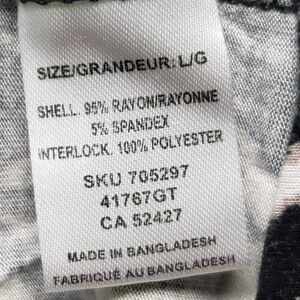 SIZE/GRANDEUR: L/G
SHELL. 95% RAYON/RAYONNE
5% SPANDEX
INTERLOCK. 100% POLYESTER
SKU 705297
41767GT
CA 52427
MADE IN BANGLADESH
FABRIQUÉ AU BANGLADESH